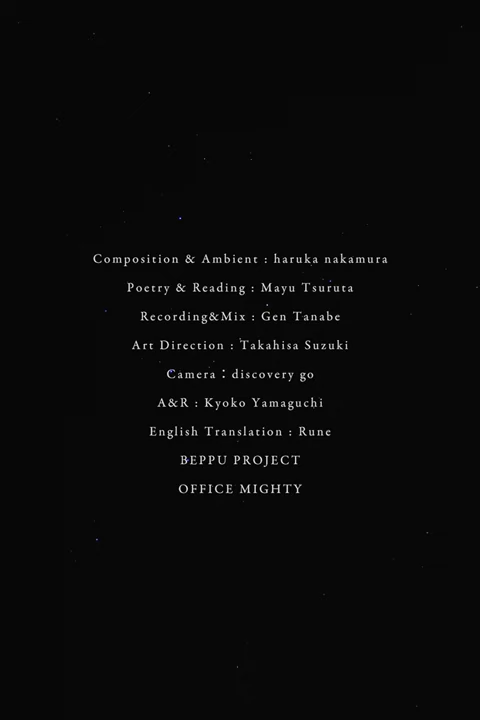 Composition & Ambient : haruka nakamura
Poetry & Reading : Mayu Tsuruta
Recording&Mix : Gen Tanabe
Art Direction : Takahisa Suzuki
Camera：discovery go
A&R : Kyoko Yamaguchi
English Translation : Rune
BEPPU PROJECT
OFFICE MIGHTY